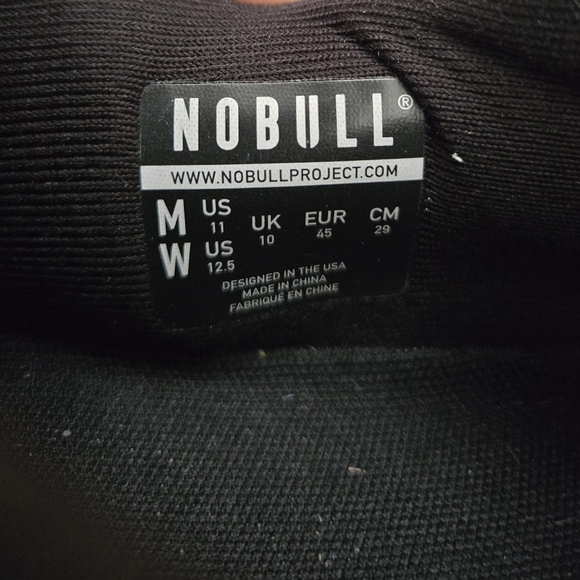 NOBULL®
WWW.NOBULLPROJECT.COM
M US 11 UK 10 EUR 45 CM 29
W US 12.5
DESIGNED IN THE USA
MADE IN CHINA
FABRIQUÉ EN CHINE